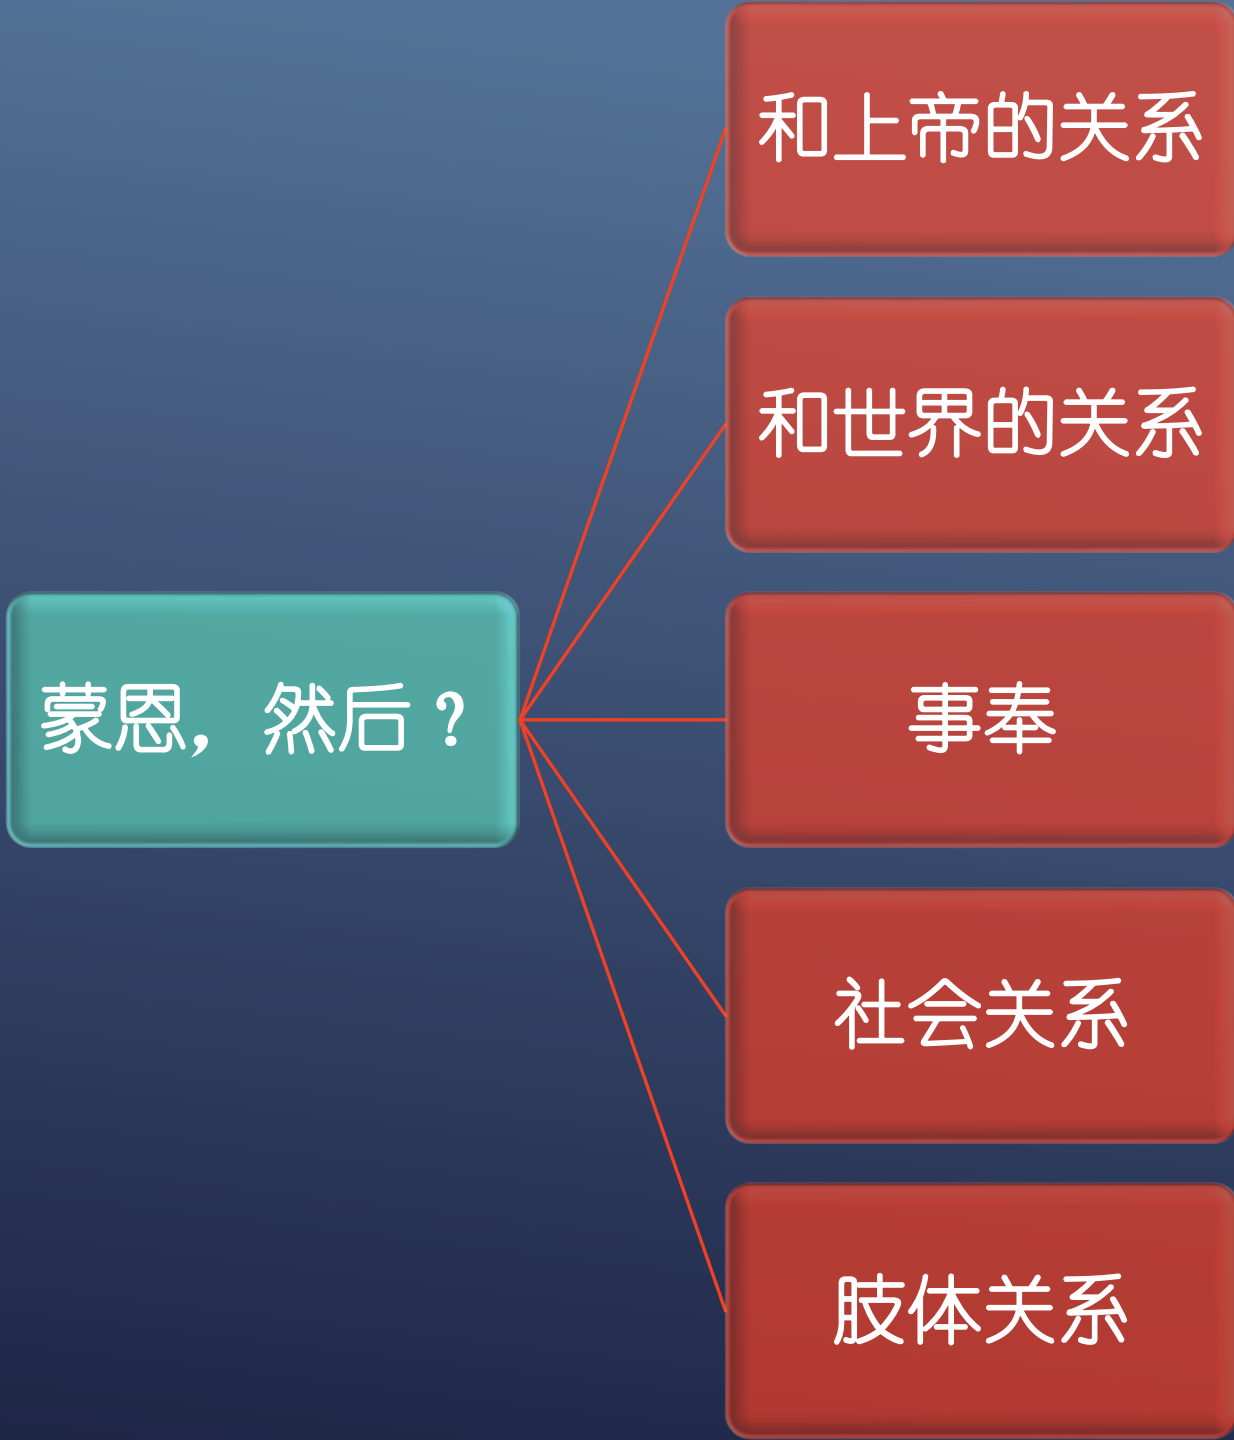 和上帝的关系
和世界的关系
蒙恩，然后？
事奉
社会关系
肢体关系